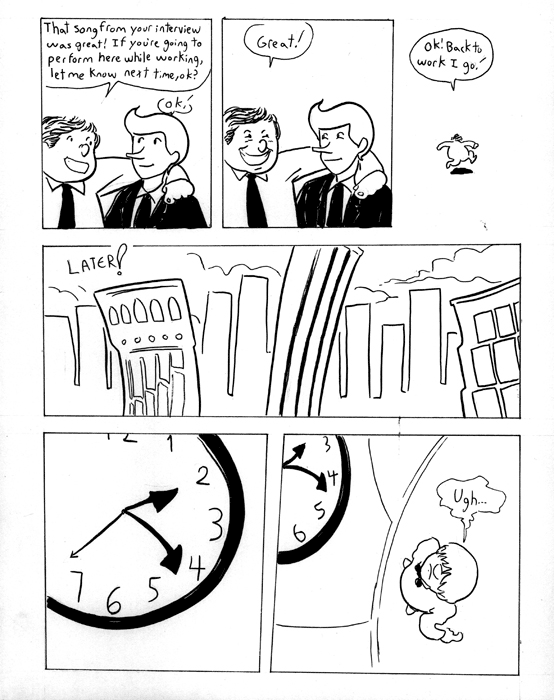 That song from your interview
was great! If you're going to
perform here while working,
let me know next time, ok?
ok!
Great!
Ok! Back to
work I go!
LATER!
12
1
2
3
4
5
6
7
3
4
5
6
Ugh...